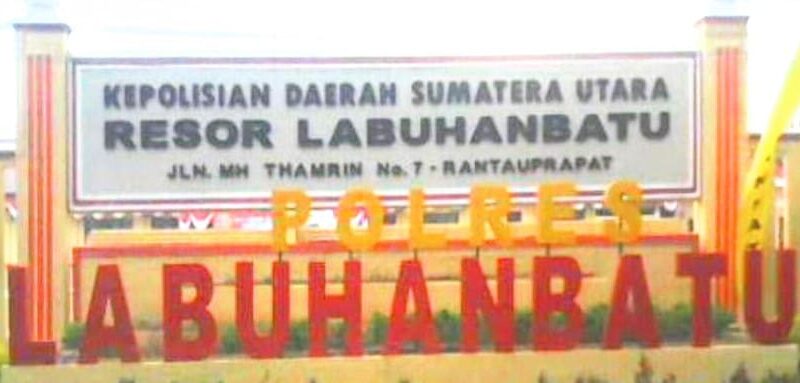 KEPOLISIAN DAERAH SUMATERA UTARA
RESOR LABUHANBATU
JLN. MH THAMRIN No. 7 - RANTAUPRAPAT
POLRES
LABUHANBATU